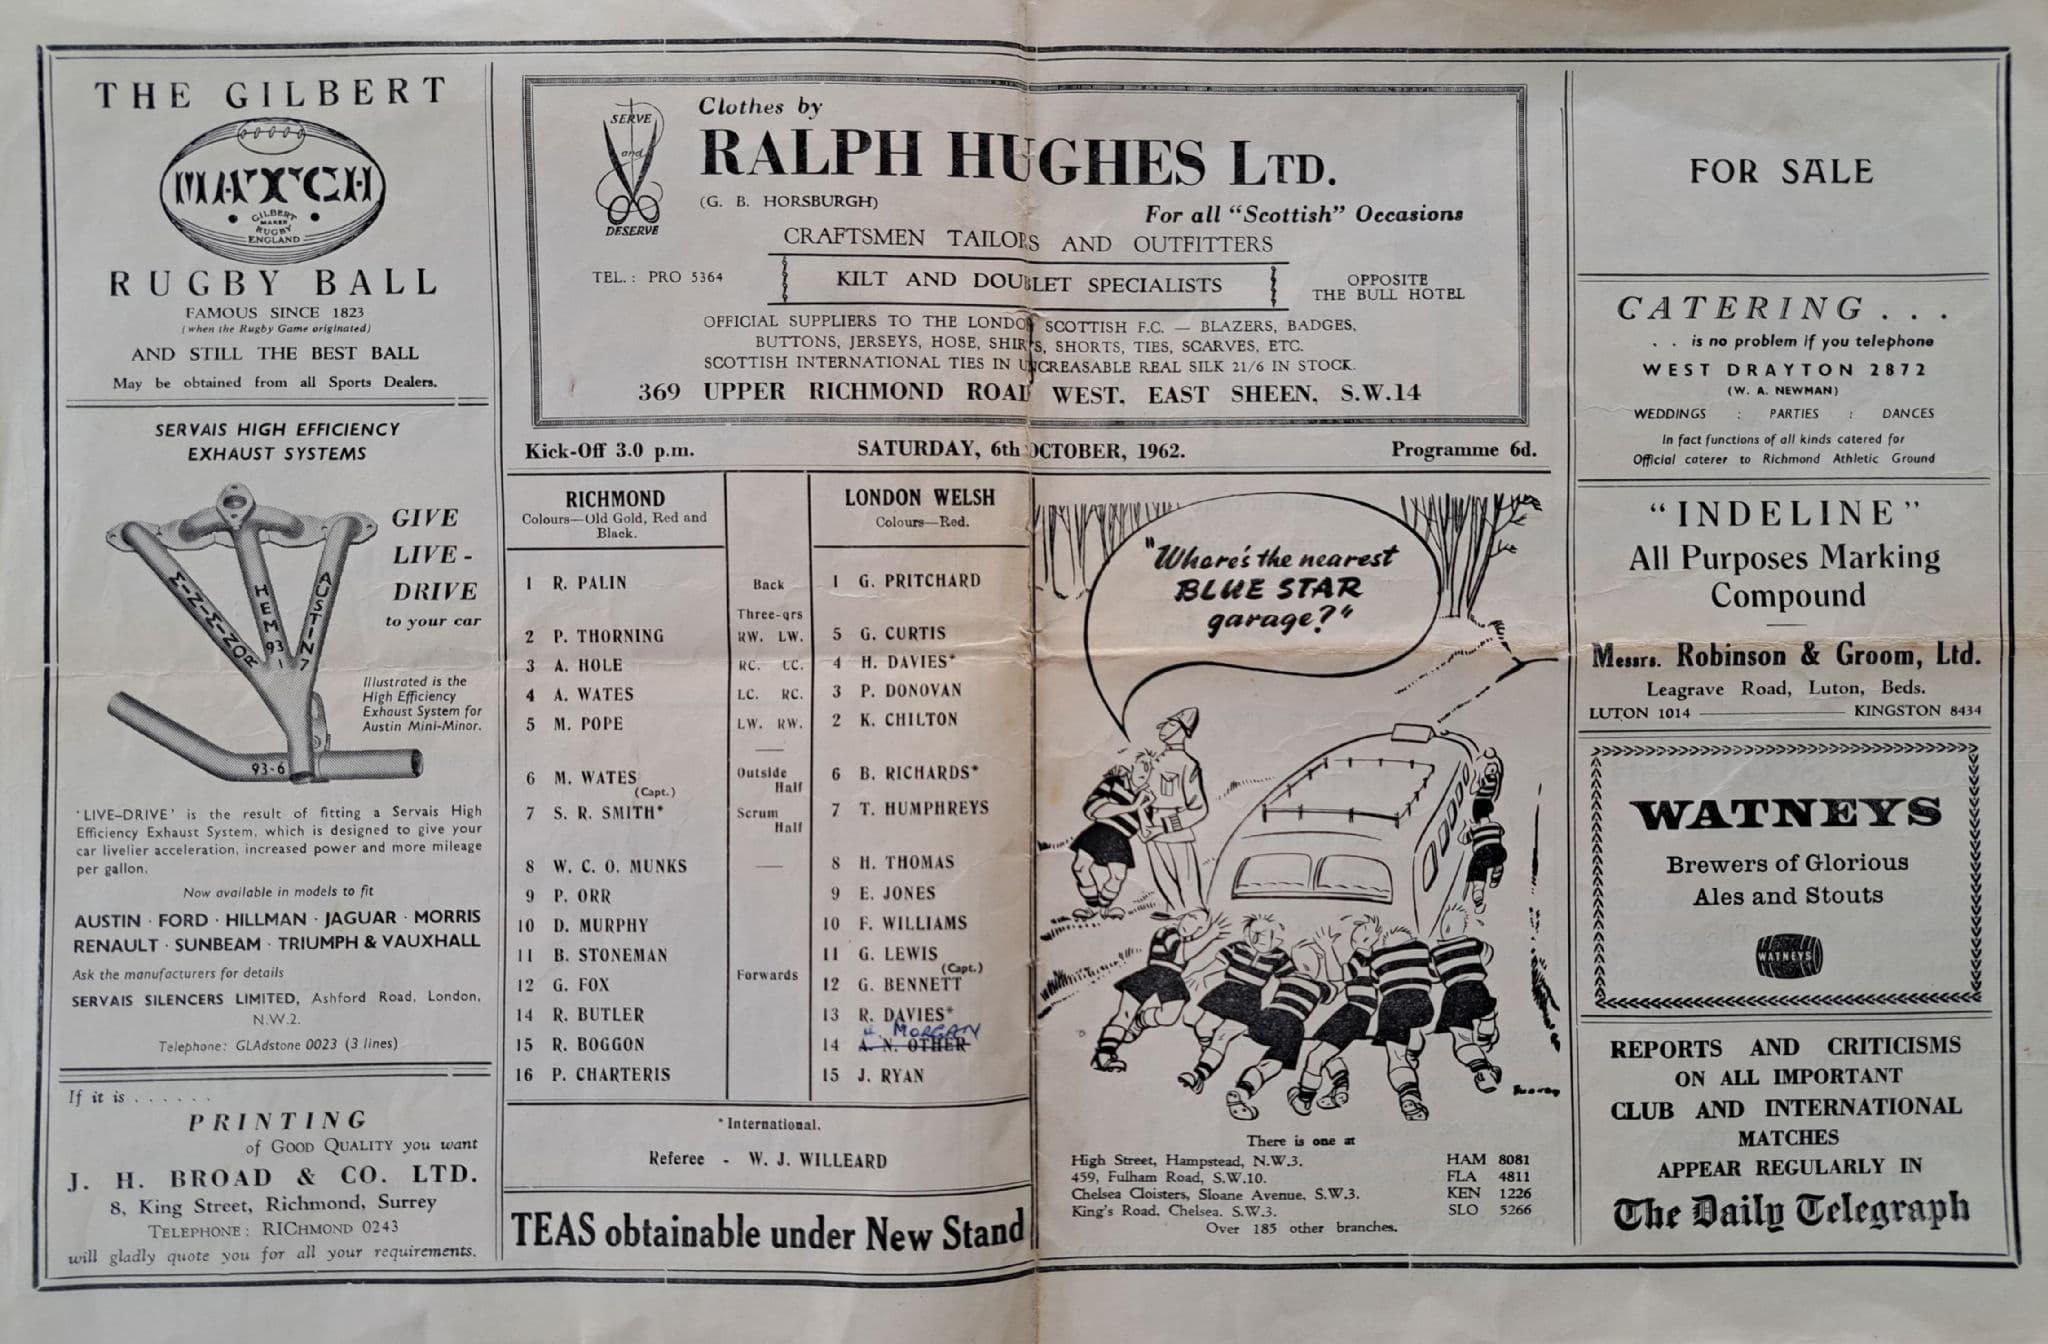 THE GILBERT
MATCH
GILBERT
MAKER
RUGBY
ENGLAND
RUGBY BALL
FAMOUS SINCE 1823
(when the Rugby Game originated)
AND STILL THE BEST BALL
May be obtained from all Sports Dealers.
SERVAIS HIGH EFFICIENCY
EXHAUST SYSTEMS
GIVE
LIVE-
DRIVE
to your car
MINIMINOR
HEM 93
AUSTIN 7
93-6
Illustrated is the
High Efficiency
Exhaust System for
Austin Mini-Minor.
'LIVE-DRIVE' is the result of fitting a Servais High
Efficiency Exhaust System, which is designed to give your
car livelier acceleration, increased power and more mileage
per gallon.
Now available in models to fit
AUSTIN · FORD · HILLMAN · JAGUAR · MORRIS
RENAULT · SUNBEAM · TRIUMPH & VAUXHALL
Ask the manufacturers for details
SERVAIS SILENCERS LIMITED, Ashford Road, London,
N.W.2.
Telephone: GLAdstone 0023 (3 lines)
If it is . . . . . .
PRINTING
of GOOD QUALITY you want
J. H. BROAD & CO. LTD.
8, King Street, Richmond, Surrey
TELEPHONE: RICHMOND 0243
will gladly quote you for all your requirements.
SERVE
and
DESERVE
Clothes by
RALPH HUGHES LTD.
(G. B. HORSBURGH)
For all "Scottish" Occasions
CRAFTSMEN TAILORS AND OUTFITTERS
TEL.: PRO 5364
KILT AND DOUBLET SPECIALISTS
OPPOSITE
THE BULL HOTEL
OFFICIAL SUPPLIERS TO THE LONDON SCOTTISH F.C. — BLAZERS, BADGES,
BUTTONS, JERSEYS, HOSE, SHIRTS, SHORTS, TIES, SCARVES, ETC.
SCOTTISH INTERNATIONAL TIES IN UNCREASABLE REAL SILK 21/6 IN STOCK.
369 UPPER RICHMOND ROAD WEST, EAST SHEEN, S.W.14
Kick-Off 3.0 p.m. SATURDAY, 6th OCTOBER, 1962. Programme 6d.
RICHMOND LONDON WELSH
Colours—Old Gold, Red and Colours—Red.
Black.
1 R. PALIN Back 1 G. PRITCHARD
Three-qrs
2 P. THORNING RW. LW. 5 G. CURTIS
3 A. HOLE RC. LC. 4 H. DAVIES*
4 A. WATES LC. RC. 3 P. DONOVAN
5 M. POPE LW. RW. 2 K. CHILTON
6 M. WATES Outside 6 B. RICHARDS*
(Capt.) Half
7 S. R. SMITH* Scrum 7 T. HUMPHREYS
Half
8 W. C. O. MUNKS 8 H. THOMAS
9 P. ORR 9 E. JONES
10 D. MURPHY 10 F. WILLIAMS
11 B. STONEMAN 11 G. LEWIS
(Capt.)
12 G. FOX Forwards 12 G. BENNETT
14 R. BUTLER 13 R. DAVIES*
MORGAN
15 R. BOGGON 14 A. N. OTHER
16 P. CHARTERIS 15 J. RYAN
*International.
Referee - W. J. WILLEARD
TEAS obtainable under New Stand
"Where's the nearest
BLUE STAR
garage?"
There is one at
High Street, Hampstead, N.W.3. HAM 8081
459, Fulham Road, S.W.10. FLA 4811
Chelsea Cloisters, Sloane Avenue, S.W.3. KEN 1226
King's Road, Chelsea. S.W.3. SLO 5266
Over 185 other branches.
FOR SALE
CATERING . . .
. . is no problem if you telephone
WEST DRAYTON 2872
(W. A. NEWMAN)
WEDDINGS : PARTIES : DANCES
In fact functions of all kinds catered for
Official caterer to Richmond Athletic Ground
"INDELINE"
All Purposes Marking
Compound
Messrs. Robinson & Groom, Ltd.
Leagrave Road, Luton, Beds.
LUTON 1014 — KINGSTON 8434
WATNEYS
Brewers of Glorious
Ales and Stouts
WATNEYS
REPORTS AND CRITICISMS
ON ALL IMPORTANT
CLUB AND INTERNATIONAL
MATCHES
APPEAR REGULARLY IN
The Daily Telegraph